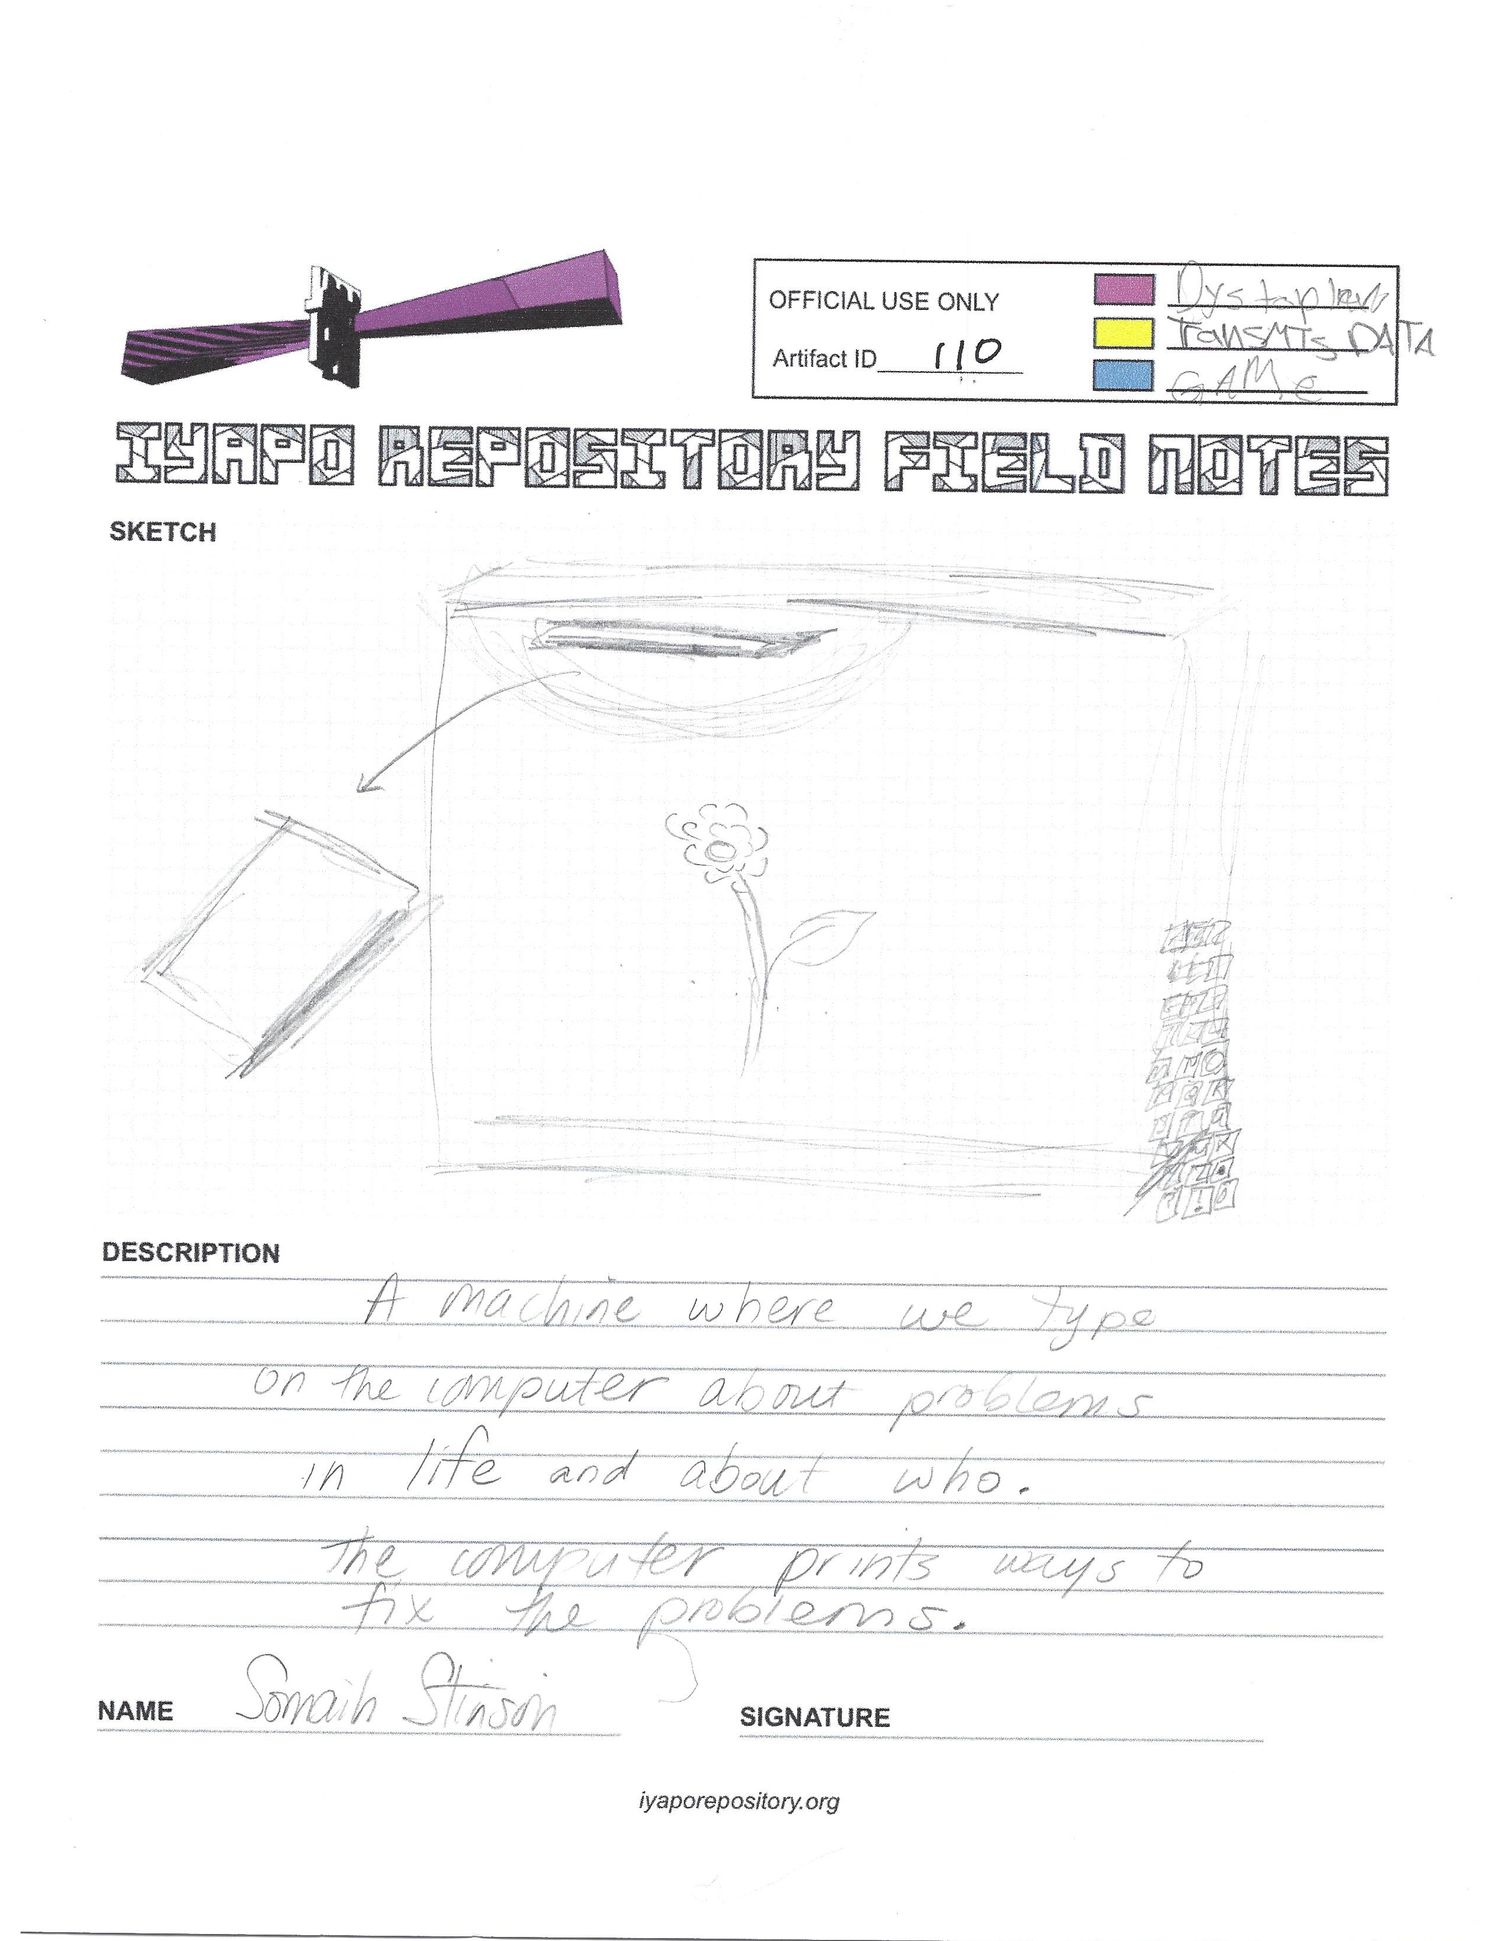 OFFICIAL USE ONLY
Artifact ID 110
Dystopian
TransMTs DATA
GAMe
IYAPO REPOSITORY FIELD NOTES
SKETCH
DESCRIPTION
A machine where we type
on the computer about problems
in life and about who.
The computer prints ways to
fix the problems.
NAME Somaih Stinson
SIGNATURE
iyaporepository.org